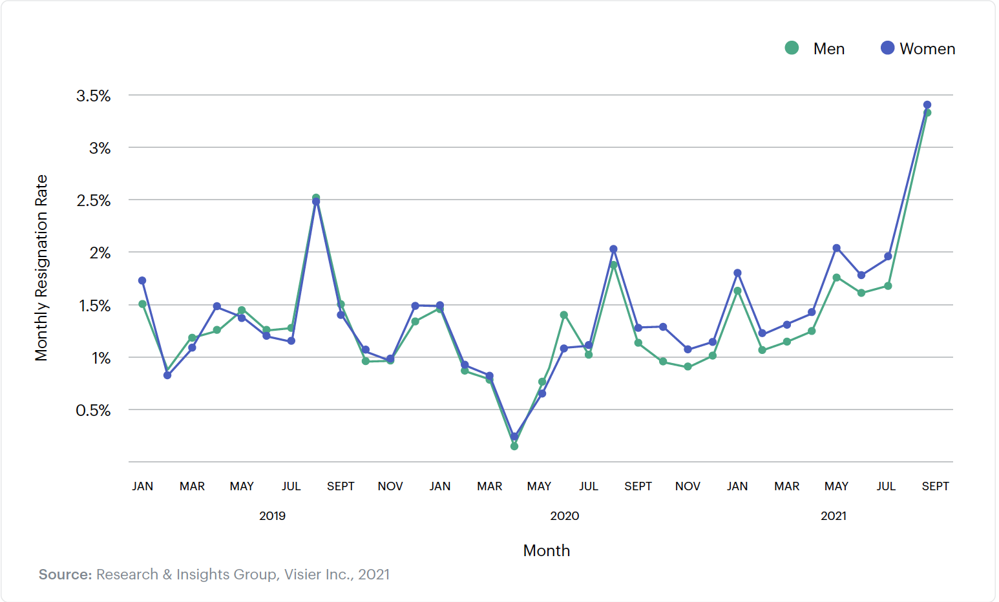 Men Women
3.5%
3%
2.5%
2%
1.5%
1%
0.5%
Monthly Resignation Rate
JAN MAR MAY JUL SEPT NOV JAN MAR MAY JUL SEPT NOV JAN MAR MAY JUL SEPT
2019 2020 2021
Month
Source: Research & Insights Group, Visier Inc., 2021